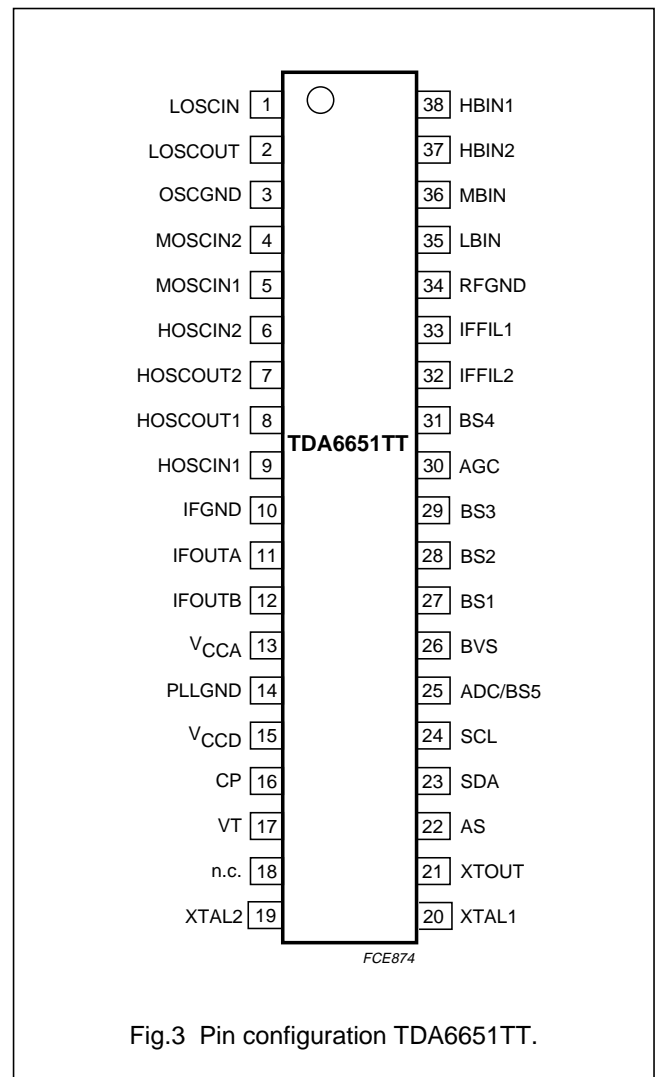 LOSCIN 1 38 HBIN1
LOSCOUT 2 37 HBIN2
OSCGND 3 36 MBIN
MOSCIN2 4 35 LBIN
MOSCIN1 5 34 RFGND
HOSCIN2 6 33 IFFIL1
HOSCOUT2 7 32 IFFIL2
HOSCOUT1 8 31 BS4
TDA6651TT
HOSCIN1 9 30 AGC
IFGND 10 29 BS3
IFOUTA 11 28 BS2
IFOUTB 12 27 BS1
VCCA 13 26 BVS
PLLGND 14 25 ADC/BS5
VCCD 15 24 SCL
CP 16 23 SDA
VT 17 22 AS
n.c. 18 21 XTOUT
XTAL2 19 20 XTAL1
FCE874
Fig.3 Pin configuration TDA6651TT.